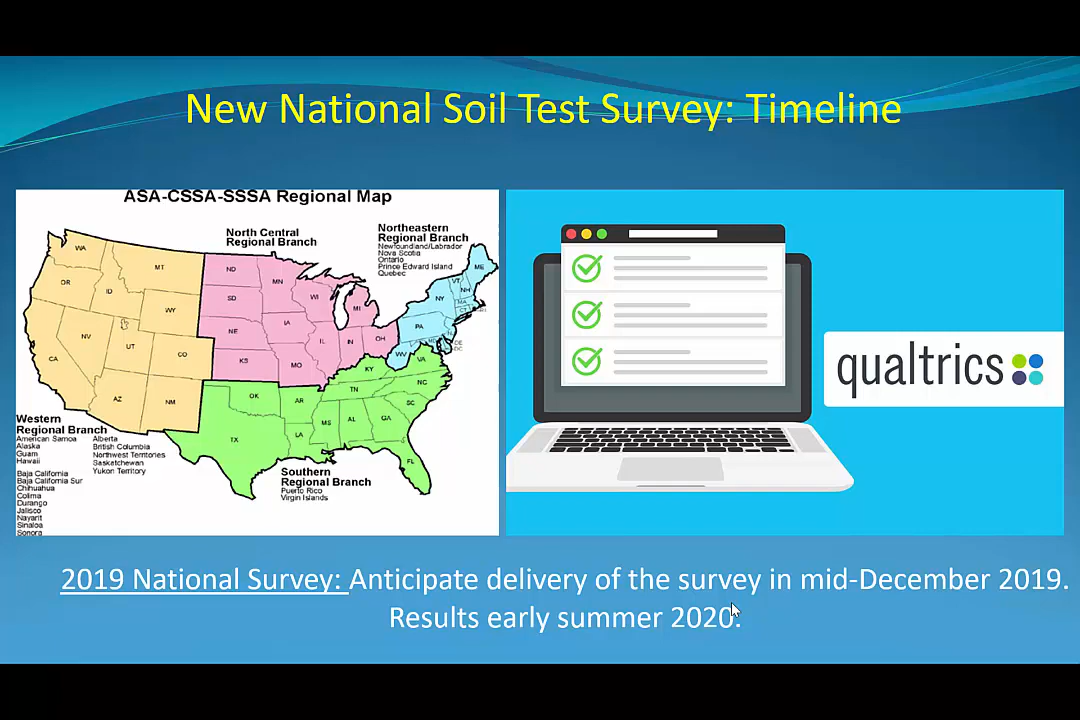 New National Soil Test Survey: Timeline
ASA-CSSA-SSSA Regional Map
North Central
Regional Branch
Northeastern
Regional Branch
Newfoundland/Labrador
Nova Scotia
Ontario
Prince Edward Island
Quebec
WA
OR
ID
MT
WY
NV
UT
CO
CA
AZ
NM
ND
MN
SD
WI
MI
NE
IA
IL
IN
OH
KS
MO
ME
VT
NH
MA
CT
NY
PA
DE
DC
WV
VA
KY
NC
TN
SC
OK
AR
MS
AL
GA
TX
LA
FL
Western
Regional Branch
American Samoa
Alaska
Guam
Hawaii
Baja California
Baja California Sur
Chihuahua
Colima
Durango
Jalisco
Nayarit
Sinaloa
Sonora
Alberta
British Columbia
Northwest Territories
Saskatchewan
Yukon Territory
Southern
Regional Branch
Puerto Rico
Virgin Islands
qualtrics
2019 National Survey: Anticipate delivery of the survey in mid-December 2019.
Results early summer 2020.